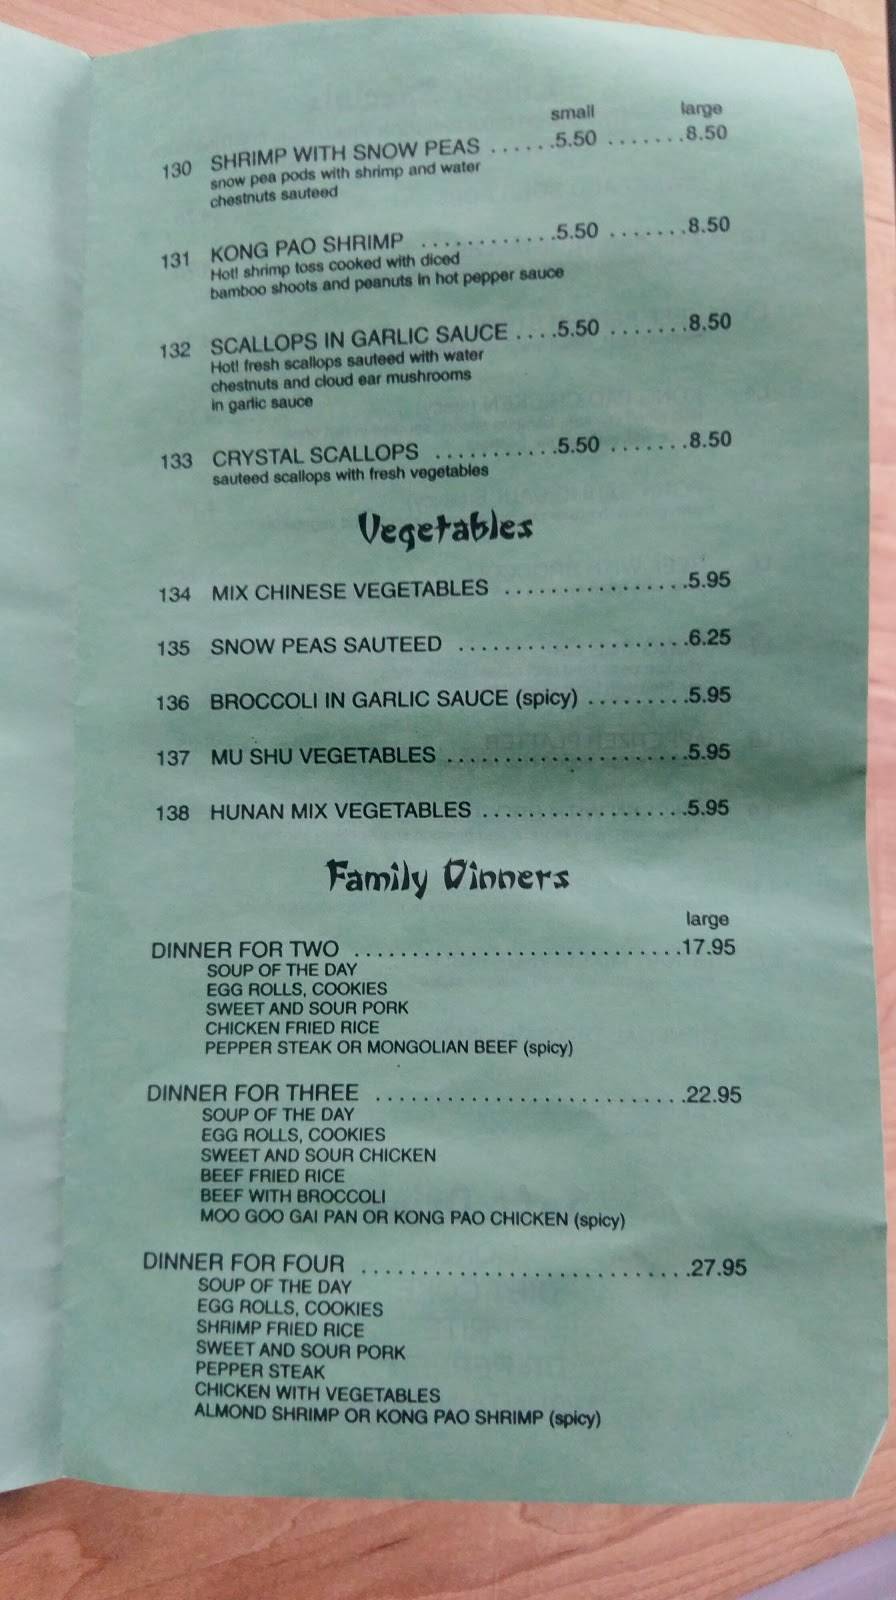 small large
130 SHRIMP WITH SNOW PEAS ......5.50 .......8.50
snow pea pods with shrimp and water
chestnuts sauteed
131 KONG PAO SHRIMP ............5.50 .......8.50
Hot! shrimp toss cooked with diced
bamboo shoots and peanuts in hot pepper sauce
132 SCALLOPS IN GARLIC SAUCE ....5.50 .......8.50
Hot! fresh scallops sauteed with water
chestnuts and cloud ear mushrooms
in garlic sauce
133 CRYSTAL SCALLOPS ...........5.50 .......8.50
sauteed scallops with fresh vegetables
Vegetables
134 MIX CHINESE VEGETABLES ................5.95
135 SNOW PEAS SAUTEED ....................6.25
136 BROCCOLI IN GARLIC SAUCE (spicy) .........5.95
137 MU SHU VEGETABLES .....................5.95
138 HUNAN MIX VEGETABLES ..................5.95
Family Dinners
large
DINNER FOR TWO .............................17.95
SOUP OF THE DAY
EGG ROLLS, COOKIES
SWEET AND SOUR PORK
CHICKEN FRIED RICE
PEPPER STEAK OR MONGOLIAN BEEF (spicy)
DINNER FOR THREE ...........................22.95
SOUP OF THE DAY
EGG ROLLS, COOKIES
SWEET AND SOUR CHICKEN
BEEF FRIED RICE
BEEF WITH BROCCOLI
MOO GOO GAI PAN OR KONG PAO CHICKEN (spicy)
DINNER FOR FOUR .............................27.95
SOUP OF THE DAY
EGG ROLLS, COOKIES
SHRIMP FRIED RICE
SWEET AND SOUR PORK
PEPPER STEAK
CHICKEN WITH VEGETABLES
ALMOND SHRIMP OR KONG PAO SHRIMP (spicy)